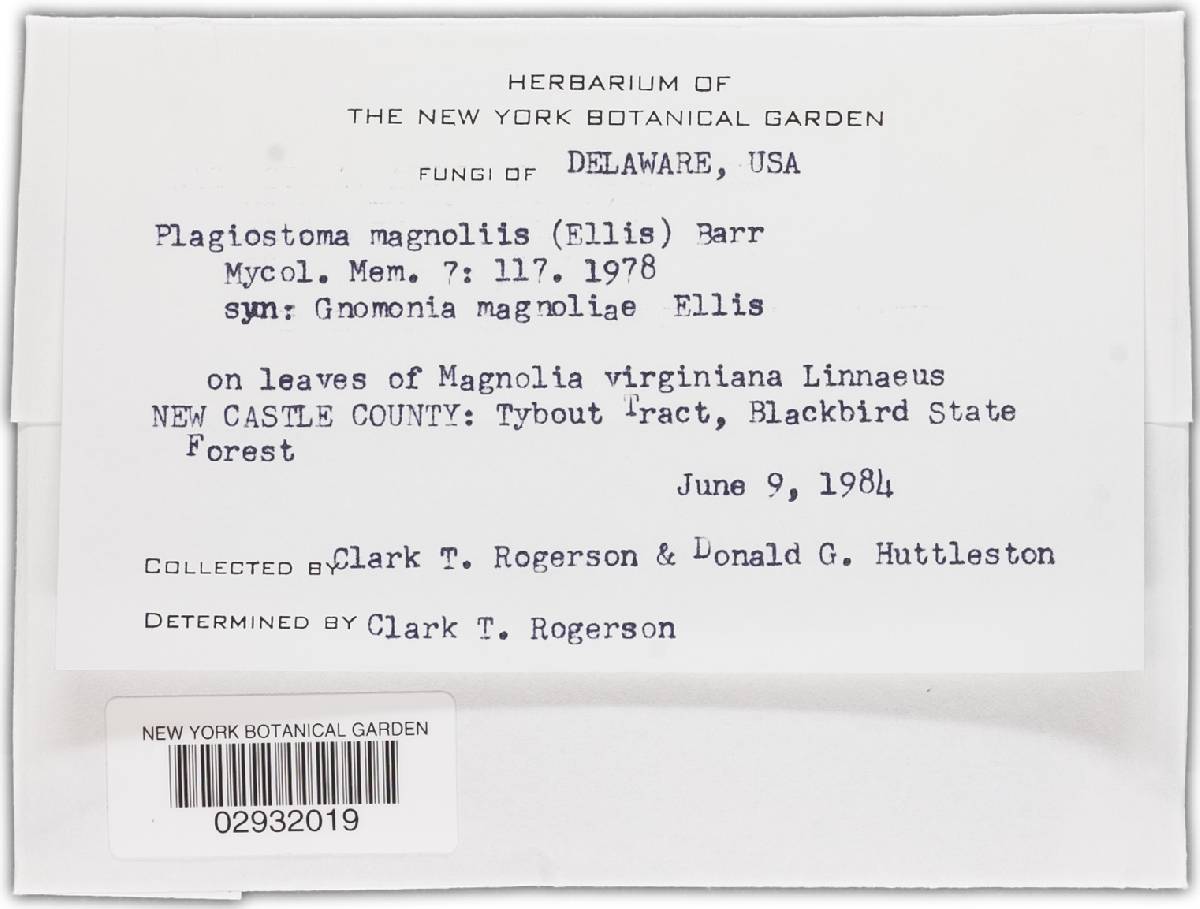 HERBARIUM OF
THE NEW YORK BOTANICAL GARDEN
FUNGI OF DELAWARE, USA
Plagiostoma magnoliis (Ellis) Barr
Mycol. Mem. 7: 117. 1978
syn: Gnomonia magnoliae Ellis
on leaves of Magnolia virginiana Linnaeus
NEW CASTLE COUNTY: Tybout Tract, Blackbird State
Forest
June 9, 1984
COLLECTED BY Clark T. Rogerson & Donald G. Huttleston
DETERMINED BY Clark T. Rogerson
NEW YORK BOTANICAL GARDEN
02932019